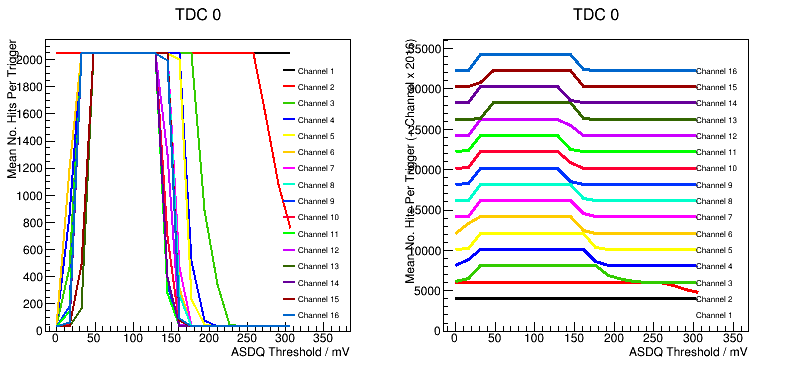 TDC 0
Mean No. Hits Per Trigger
2000
1800
1600
1400
1200
1000
800
600
400
200
0
0 50 100 150 200 250 300 350
ASDQ Threshold / mV
Channel 1
Channel 2
Channel 3
Channel 4
Channel 5
Channel 6
Channel 7
Channel 8
Channel 9
Channel 10
Channel 11
Channel 12
Channel 13
Channel 14
Channel 15
Channel 16
TDC 0
Mean No. Hits Per Trigger (+ Channel x
35000
30000
25000
20000
15000
10000
5000
0
0 50 100 150 200 250 300 350
ASDQ Threshold / mV
Channel 16
Channel 15
Channel 14
Channel 13
Channel 12
Channel 11
Channel 10
Channel 9
Channel 8
Channel 7
Channel 6
Channel 5
Channel 4
Channel 3
Channel 2
Channel 1